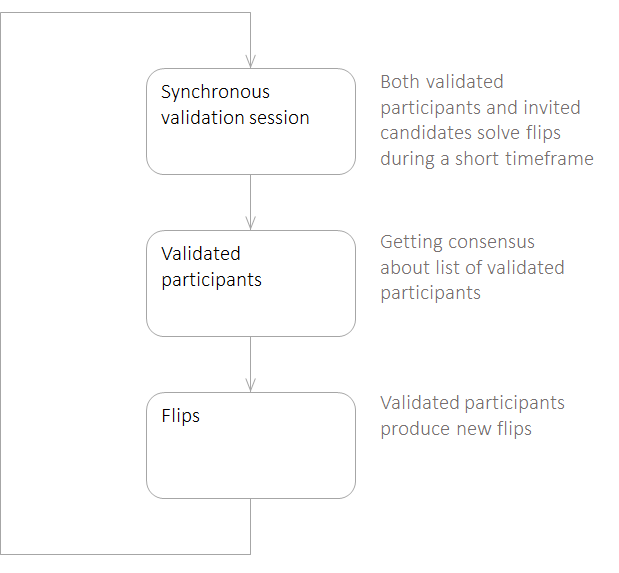 Synchronous
validation session
Both validated
participants and invited
candidates solve flips
during a short timeframe
Validated
participants
Getting consensus
about list of validated
participants
Flips
Validated participants
produce new flips